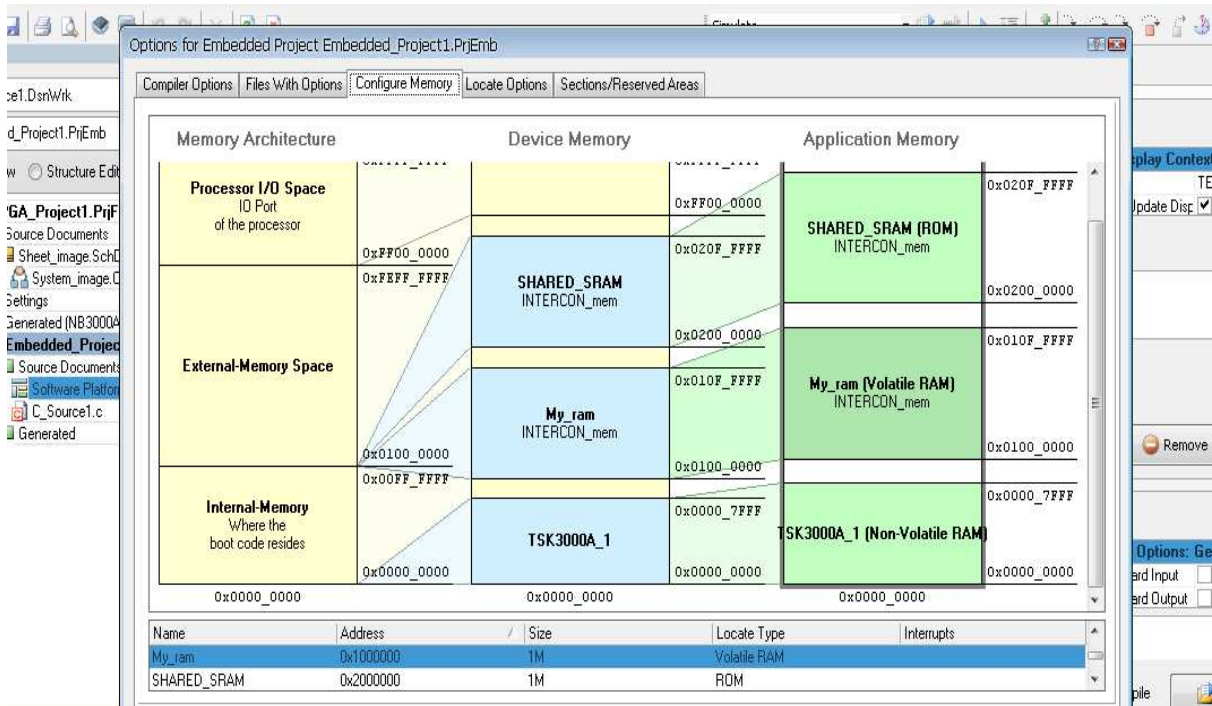 Simulate
Options for Embedded Project Embedded_Project1.PrjEmb
Compiler Options Files With Options Configure Memory Locate Options Sections/Reserved Areas
ce1.DsnWrk
d_Project1.PrjEmb
w Structure Edit
GA_Project1.PrjF
Source Documents
Sheet_image.SchD
System_image.O
Settings
Generated (NB3000A
Embedded_Projec
Source Documents
Software Platfor
C_Source1.c
Generated
Memory Architecture Device Memory Application Memory
Processor I/O Space
IO Port
of the processor
0xFF00_0000
0xFEFF_FFFF
External-Memory Space
0x0100_0000
0x00FF_FFFF
Internal-Memory
Where the
boot code resides
0x0000_0000
0x0000_0000
0xFF00_0000
0x020F_FFFF
SHARED_SRAM
INTERCON_mem
0x0200_0000
0x010F_FFFF
My_ram
INTERCON_mem
0x0100_0000
0x0000_7FFF
TSK3000A_1
0x0000_0000
0x0000_0000
0x020F_FFFF
SHARED_SRAM (ROM)
INTERCON_mem
0x0200_0000
0x010F_FFFF
My_ram (Volatile RAM)
INTERCON_mem
0x0100_0000
0x0000_7FFF
TSK3000A_1 (Non-Volatile RAM)
0x0000_0000
0x0000_0000
Name Address Size Locate Type Interrupts
My_ram 0x1000000 1M Volatile RAM
SHARED_SRAM 0x2000000 1M ROM
splay Context
TE
Update Disp
Remove
Options: Ge
ard Input
ard Output
pile